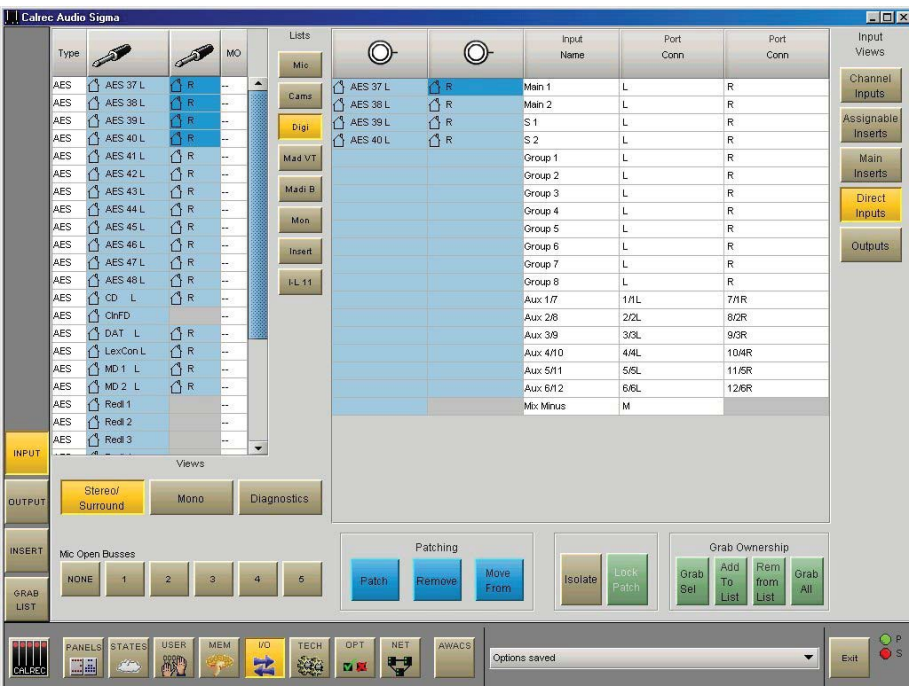 Calrec Audio Sigma
Type MO
AES AES 37 L R --
AES AES 38 L R --
AES AES 39 L R --
AES AES 40 L R --
AES AES 41 L R --
AES AES 42 L R --
AES AES 43 L R --
AES AES 44 L R --
AES AES 45 L R --
AES AES 46 L R --
AES AES 47 L R --
AES AES 48 L R --
AES CD L R --
AES ClnFD --
AES DAT L R --
AES LexCon L R --
AES MD 1 L R --
AES MD 2 L R --
AES Redl 1 --
AES Redl 2 --
AES Redl 3 --
Lists
Mic
Cams
Digi
Mad VT
Madi B
Mon
Insert
I-L 11
Input Name Port Conn Port Conn
AES 37 L R Main 1 L R
AES 38 L R Main 2 L R
AES 39 L R S 1 L R
AES 40 L R S 2 L R
Group 1 L R
Group 2 L R
Group 3 L R
Group 4 L R
Group 5 L R
Group 6 L R
Group 7 L R
Group 8 L R
Aux 1/7 1/1L 7/1R
Aux 2/8 2/2L 8/2R
Aux 3/9 3/3L 9/3R
Aux 4/10 4/4L 10/4R
Aux 5/11 5/5L 11/5R
Aux 6/12 6/6L 12/6R
Mix Minus M
Input
Views
Channel
Inputs
Assignable
Inserts
Main
Inserts
Direct
Inputs
Outputs
INPUT
OUTPUT
INSERT
GRAB
LIST
Views
Stereo/
Surround
Mono
Diagnostics
Mic Open Busses
NONE 1 2 3 4 5
Patching
Patch
Remove
Move
From
Isolate
Lock
Patch
Grab Ownership
Grab
Sel
Add
To
List
Rem
from
List
Grab
All
CALREC
PANELS STATES USER MEM I/O TECH OPT NET AWACS
Options saved
Exit
P
S